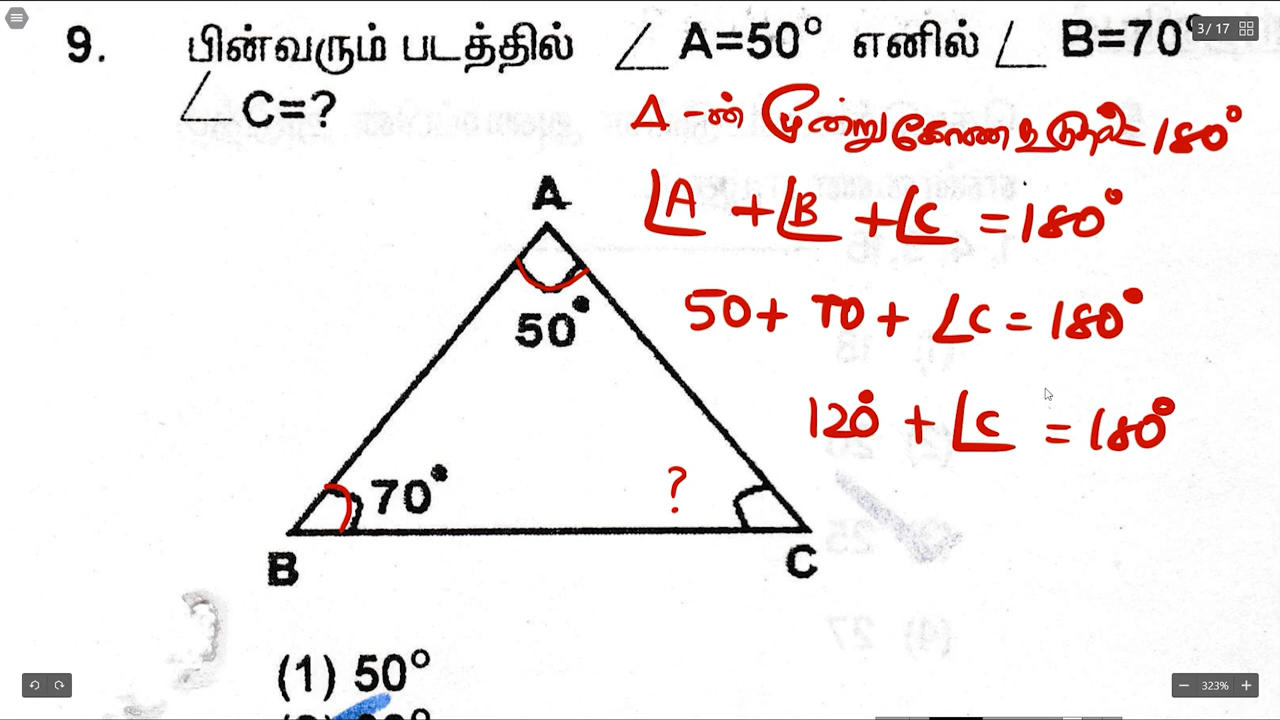 9. பின்வரும் படத்தில் ∠A=50° எனில் ∠B=70°
∠C=?
3 / 17
Δ-ன் மூன்று கோண கூடுதல் = 180°
∠A + ∠B + ∠C = 180°
50 + 70 + ∠C = 180°
120° + ∠C = 180°
A
50°
70°
?
B
C
(1) 50°
323%